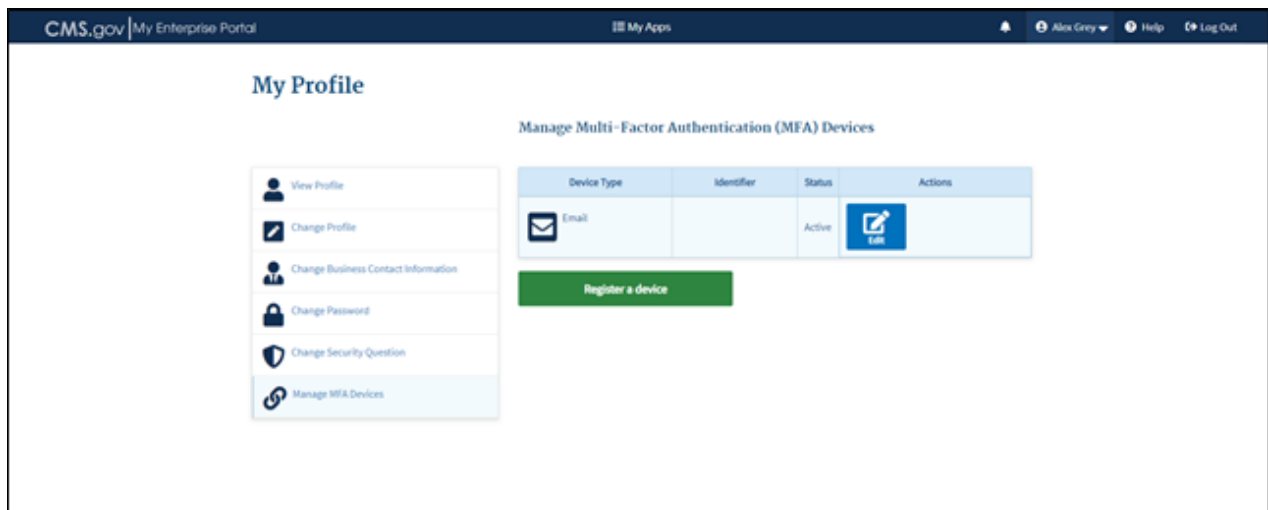 CMS.gov My Enterprise Portal My Apps Alex Grey Help Log Out
My Profile
Manage Multi-Factor Authentication (MFA) Devices
View Profile
Change Profile
Change Business Contact Information
Change Password
Change Security Question
Manage MFA Devices
Device Type Identifier Status Actions
Email Active Edit
Register a device